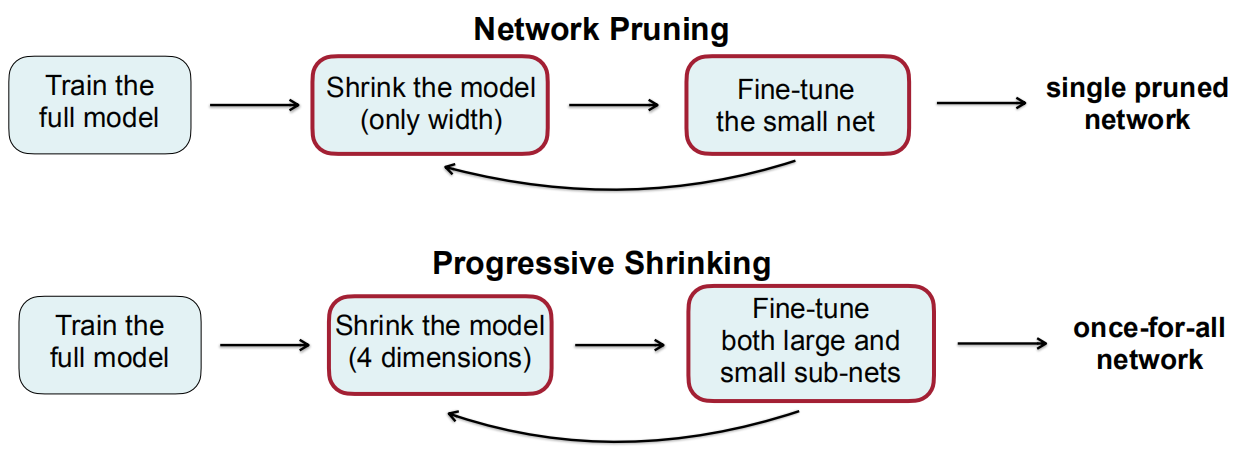 Network Pruning
Train the
full model
Shrink the model
(only width)
Fine-tune
the small net
single pruned
network
Progressive Shrinking
Train the
full model
Shrink the model
(4 dimensions)
Fine-tune
both large and
small sub-nets
once-for-all
network